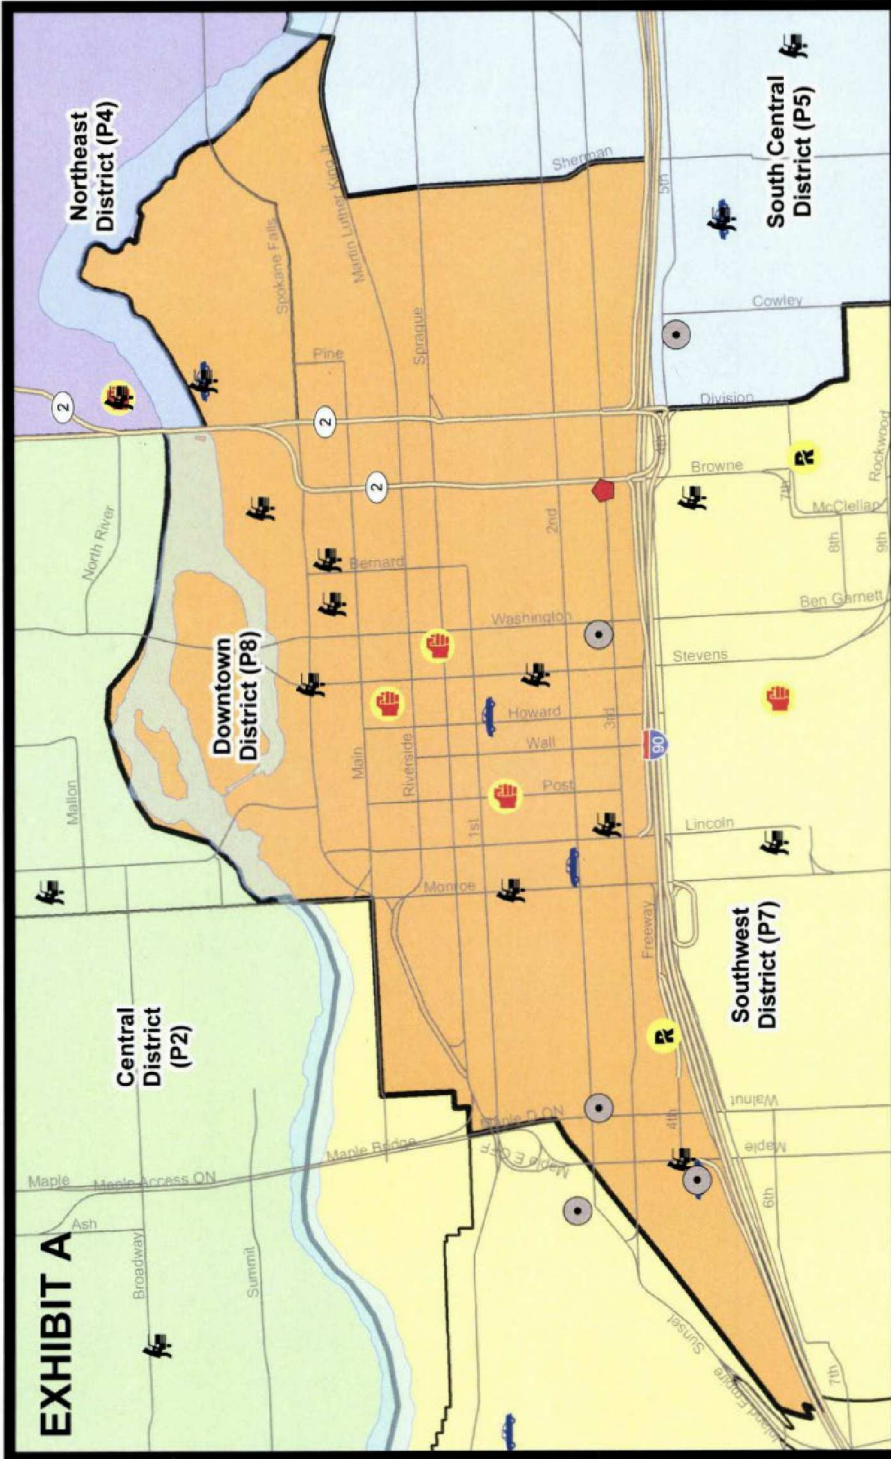 EXHIBIT A
Northeast
District (P4)
South Central
District (P5)
Downtown
District (P8)
Central
District
(P2)
Southwest
District (P7)
Maple
Ash
Maple Access ON
Broadway
Summit
Maple Bridge
Mallon
North River
Spokane Falls
Martin Luther King Jr
Sherman
Sprague
Pine
2
2
2
5th
Cowley
Division
4th
Browne
7th
Rockwood
McClellan
8th
9th
2nd
Bernard
Washington
Ben Garnett
Stevens
Howard
3rd
Wall
Main
Riverside
Post
90
1st
Lincoln
Monroe
Freeway
R
R
Walnut
Maple D ON
Maple E OFF
4th
Maple
6th
Sunset
Inland Empire
7th